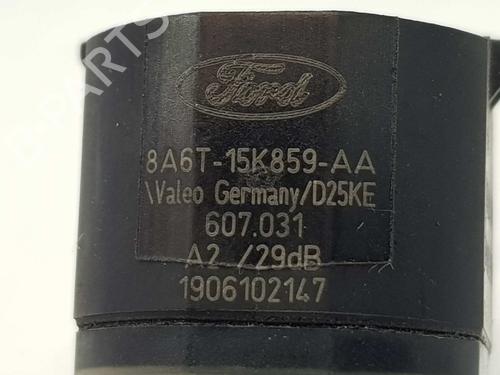 Ford
8A6T-15K859-AA
\Valeo Germany/D25KE
607.031
A2 /29dB
1906102147